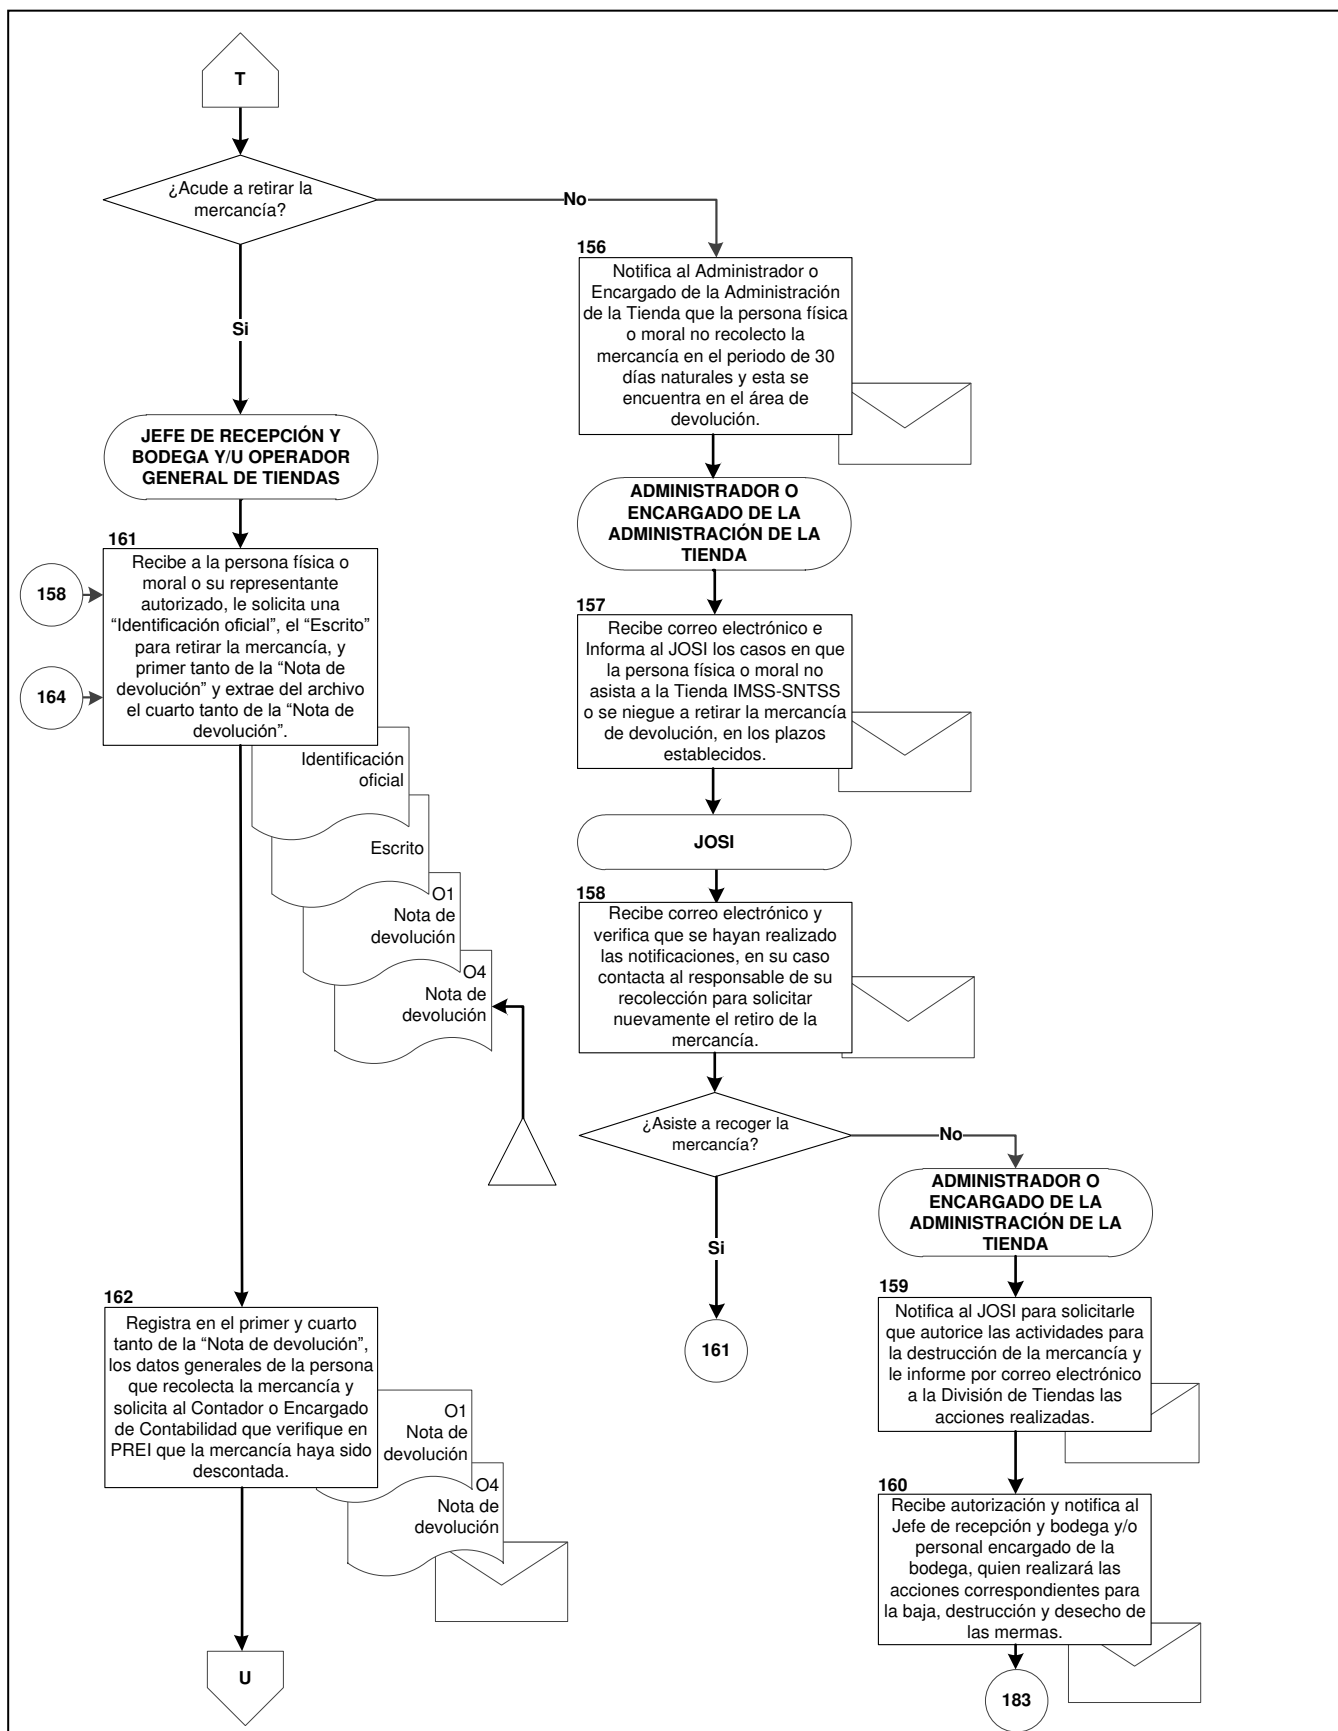 T
¿Acude a retirar la
mercancía?
No
Si
156
Notifica al Administrador o
Encargado de la Administración
de la Tienda que la persona física
o moral no recolecto la
mercancía en el periodo de 30
días naturales y esta se
encuentra en el área de
devolución.
JEFE DE RECEPCIÓN Y
BODEGA Y/U OPERADOR
GENERAL DE TIENDAS
ADMINISTRADOR O
ENCARGADO DE LA
ADMINISTRACIÓN DE LA
TIENDA
161
Recibe a la persona física o
moral o su representante
autorizado, le solicita una
“Identificación oficial”, el “Escrito”
para retirar la mercancía, y
primer tanto de la “Nota de
devolución” y extrae del archivo
el cuarto tanto de la “Nota de
devolución”.
158
164
Identificación
oficial
Escrito
O1
Nota de
devolución
O4
Nota de
devolución
157
Recibe correo electrónico e
Informa al JOSI los casos en que
la persona física o moral no
asista a la Tienda IMSS-SNTSS
o se niegue a retirar la mercancía
de devolución, en los plazos
establecidos.
JOSI
158
Recibe correo electrónico y
verifica que se hayan realizado
las notificaciones, en su caso
contacta al responsable de su
recolección para solicitar
nuevamente el retiro de la
mercancía.
¿Asiste a recoger la
mercancía?
No
Si
161
ADMINISTRADOR O
ENCARGADO DE LA
ADMINISTRACIÓN DE LA
TIENDA
159
Notifica al JOSI para solicitarle
que autorice las actividades para
la destrucción de la mercancía y
le informe por correo electrónico
a la División de Tiendas las
acciones realizadas.
160
Recibe autorización y notifica al
Jefe de recepción y bodega y/o
personal encargado de la
bodega, quien realizará las
acciones correspondientes para
la baja, destrucción y desecho de
las mermas.
183
162
Registra en el primer y cuarto
tanto de la “Nota de devolución”,
los datos generales de la persona
que recolecta la mercancía y
solicita al Contador o Encargado
de Contabilidad que verifique en
PREI que la mercancía haya sido
descontada.
O1
Nota de
devolución
O4
Nota de
devolución
U